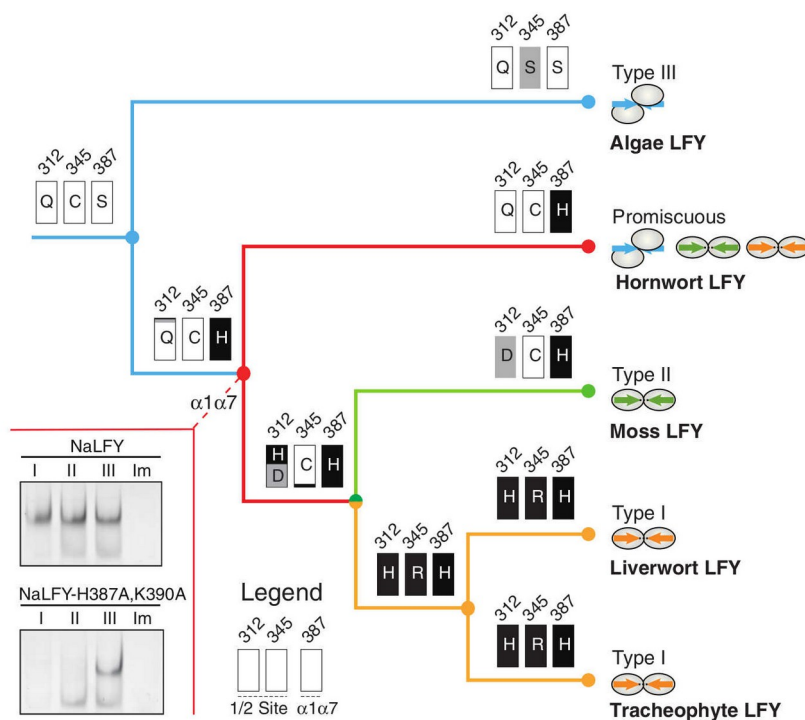 312 345 387
Q S S
Type III
Algae LFY
312 345 387
Q C S
312 345 387
Q C H
Promiscuous
Hornwort LFY
312 345 387
Q C H
α1α7
312 345 387
D C H
Type II
Moss LFY
312 345 387
H
D
C H
312 345 387
H R H
Type I
Liverwort LFY
312 345 387
H R H
312 345 387
H R H
Type I
Tracheophyte LFY
NaLFY
I II III Im
NaLFY-H387A,K390A
I II III Im
Legend
312 345 387
1/2 Site α1α7